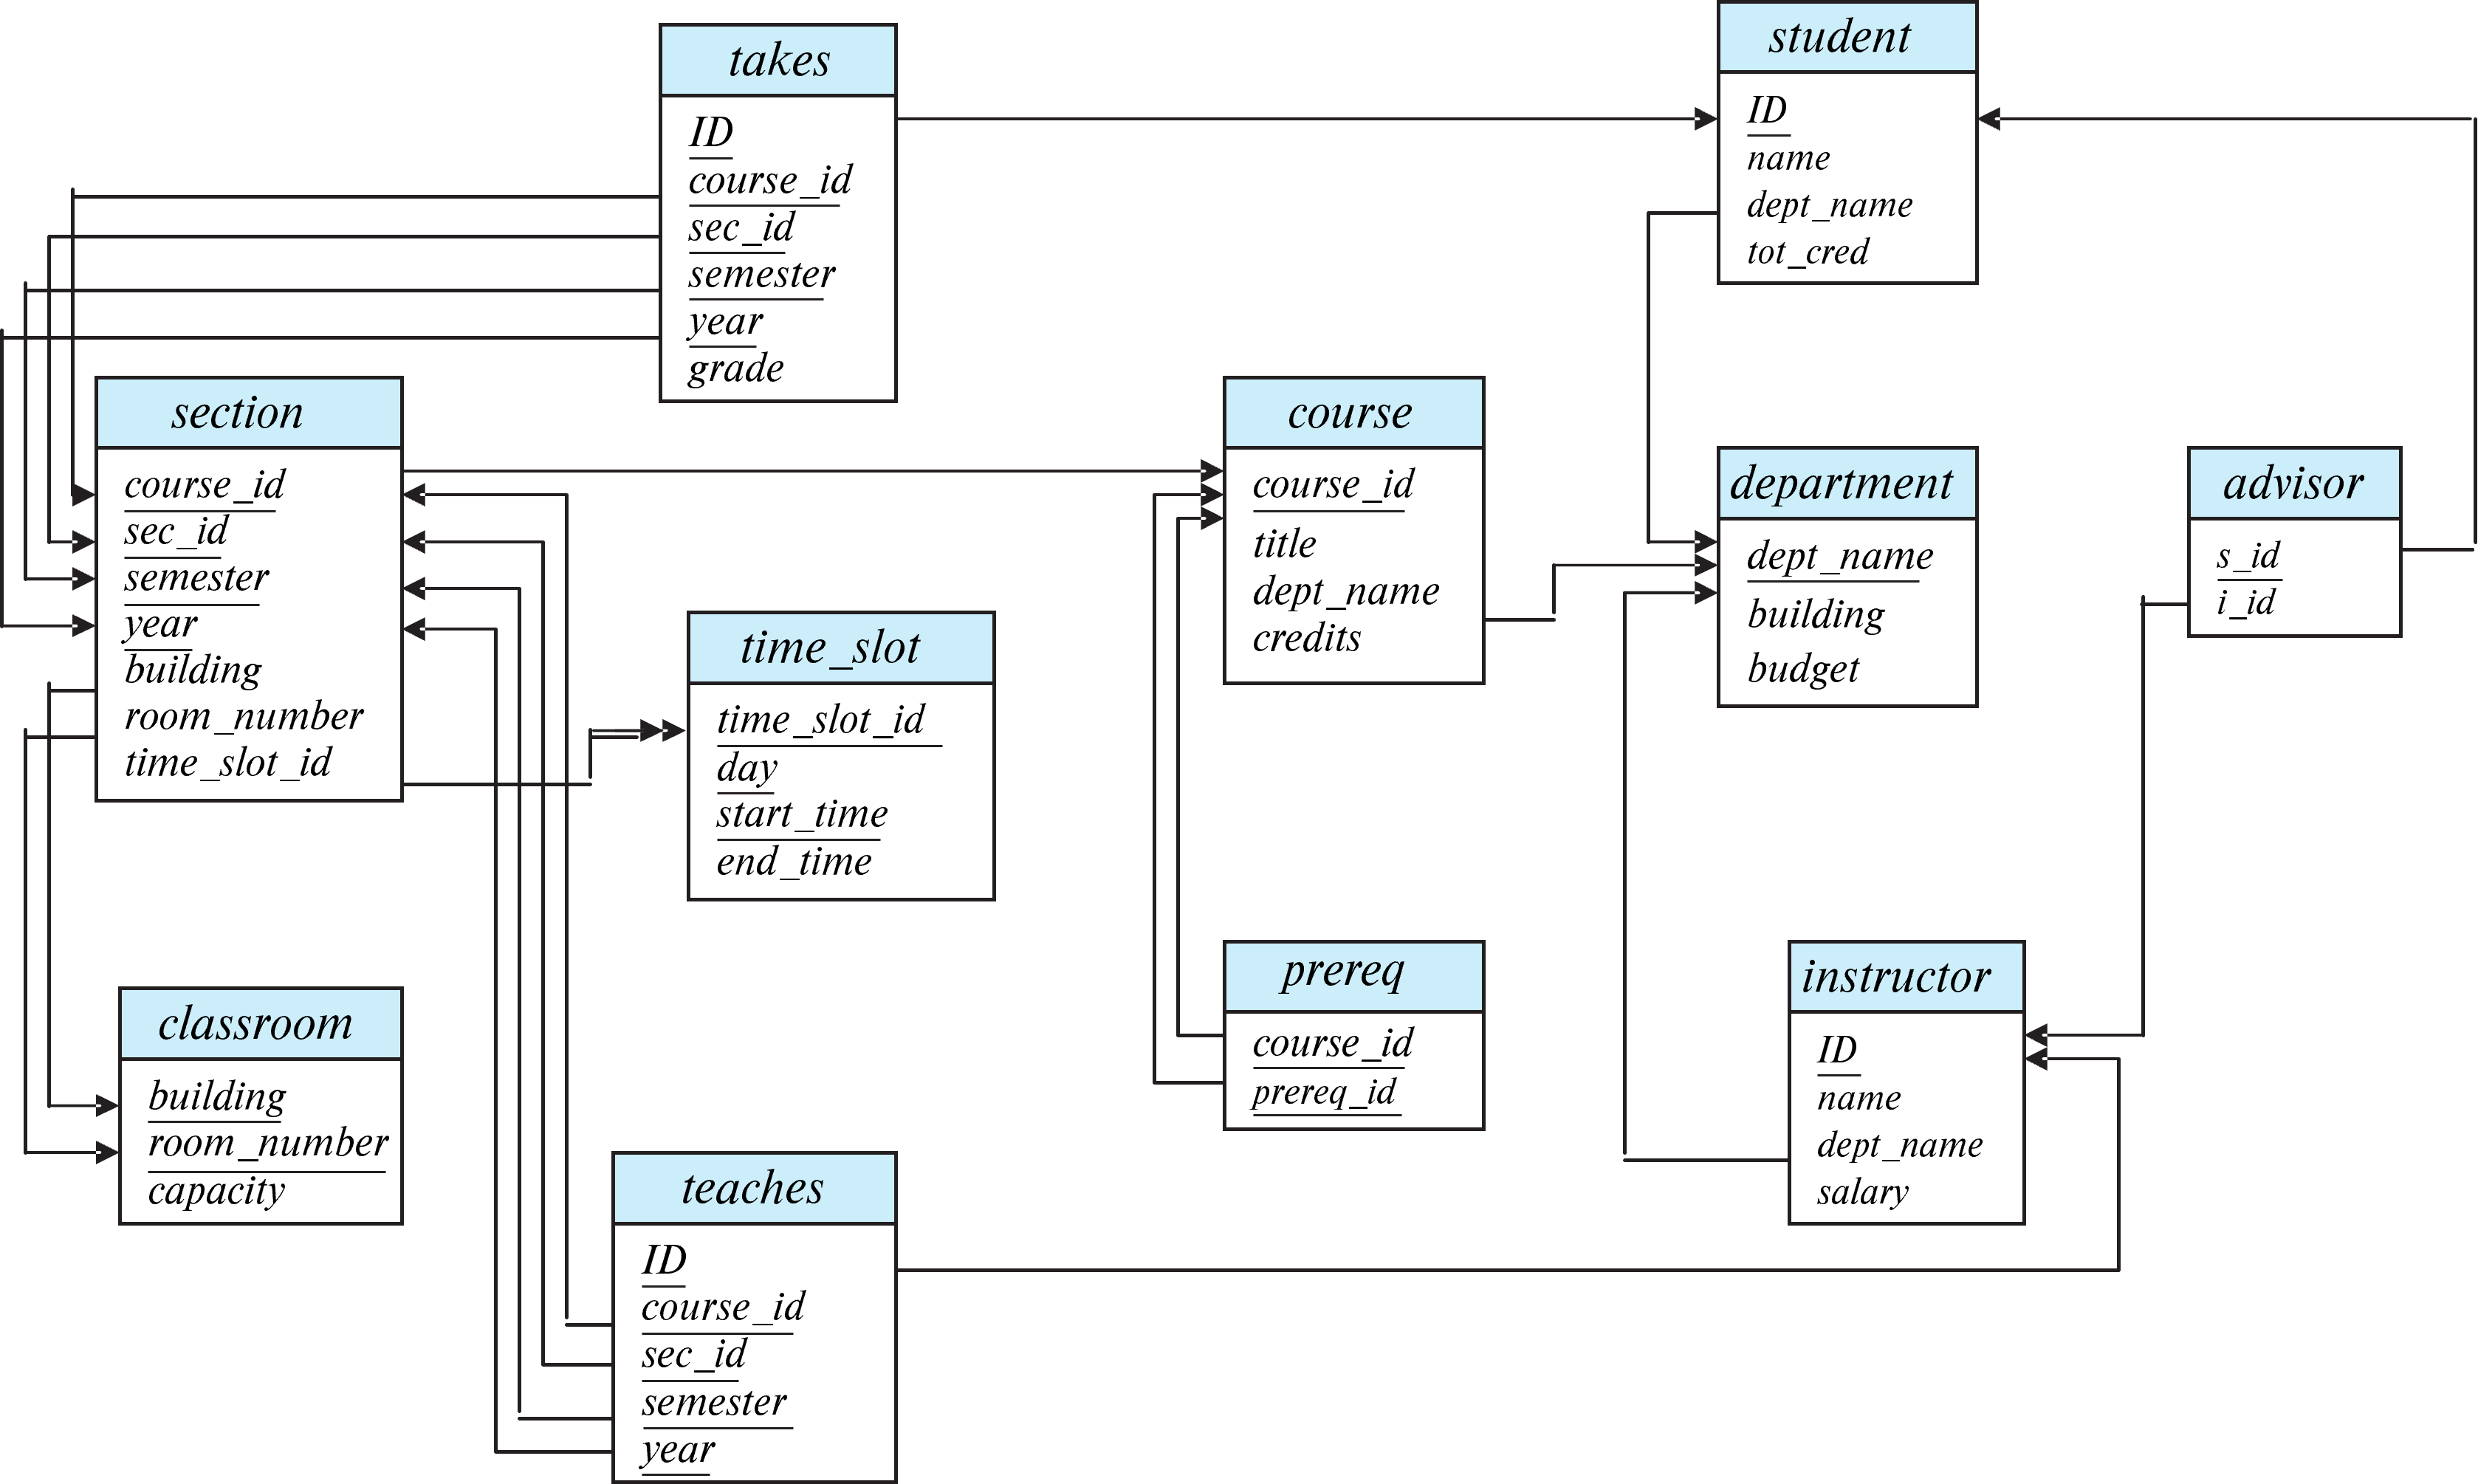 takes
ID
course_id
sec_id
semester
year
grade
student
ID
name
dept_name
tot_cred
section
course_id
sec_id
semester
year
building
room_number
time_slot_id
course
course_id
title
dept_name
credits
department
dept_name
building
budget
advisor
s_id
i_id
time_slot
time_slot_id
day
start_time
end_time
classroom
building
room_number
capacity
prereq
course_id
prereq_id
instructor
ID
name
dept_name
salary
teaches
ID
course_id
sec_id
semester
year